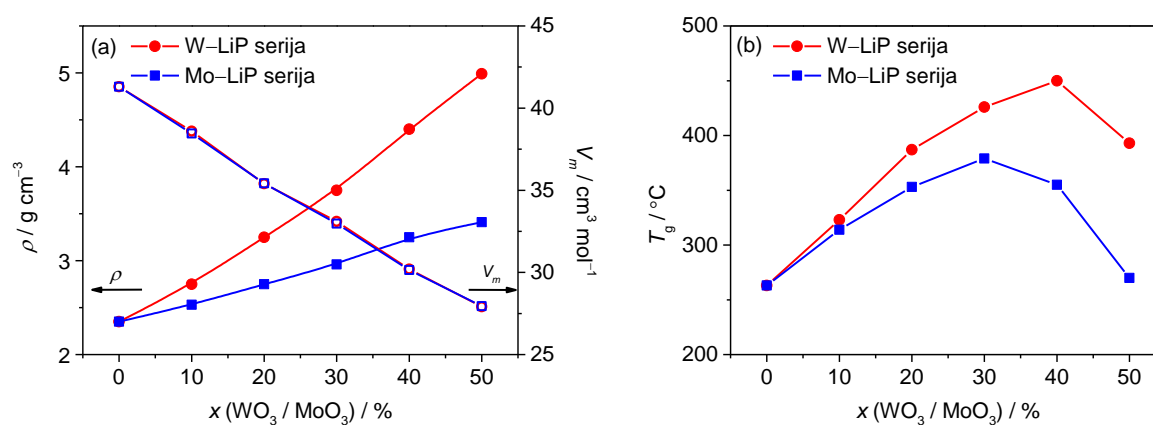 (a)
W–LiP serija
Mo–LiP serija
ρ / g cm⁻³
5
4
3
2
45
40
35
30
25
V_m / cm³ mol⁻¹
ρ
V_m
0 10 20 30 40 50
x (WO₃ / MoO₃) / %
(b)
W–LiP serija
Mo–LiP serija
T_g / °C
500
400
300
200
0 10 20 30 40 50
x (WO₃ / MoO₃) / %